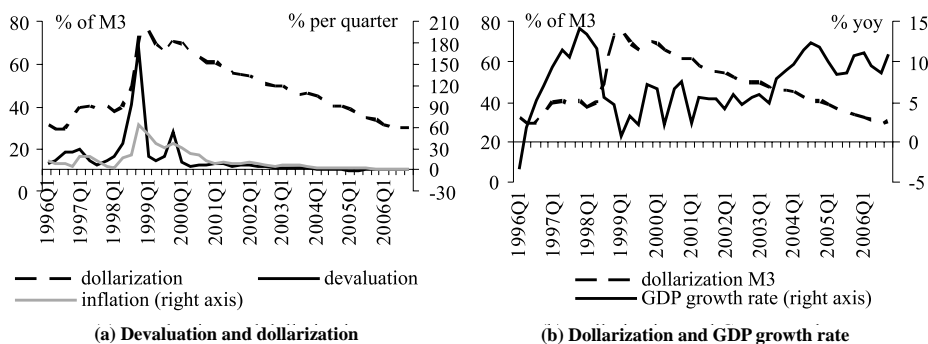 % of M3
% per quarter
80
60
40
20
0
210
180
150
120
90
60
30
0
-30
1996Q1
1997Q1
1998Q1
1999Q1
2000Q1
2001Q1
2002Q1
2003Q1
2004Q1
2005Q1
2006Q1
dollarization
devaluation
inflation (right axis)
(a) Devaluation and dollarization
% of M3
% yoy
80
60
40
20
0
15
10
5
0
-5
1996Q1
1997Q1
1998Q1
1999Q1
2000Q1
2001Q1
2002Q1
2003Q1
2004Q1
2005Q1
2006Q1
dollarization M3
GDP growth rate (right axis)
(b) Dollarization and GDP growth rate